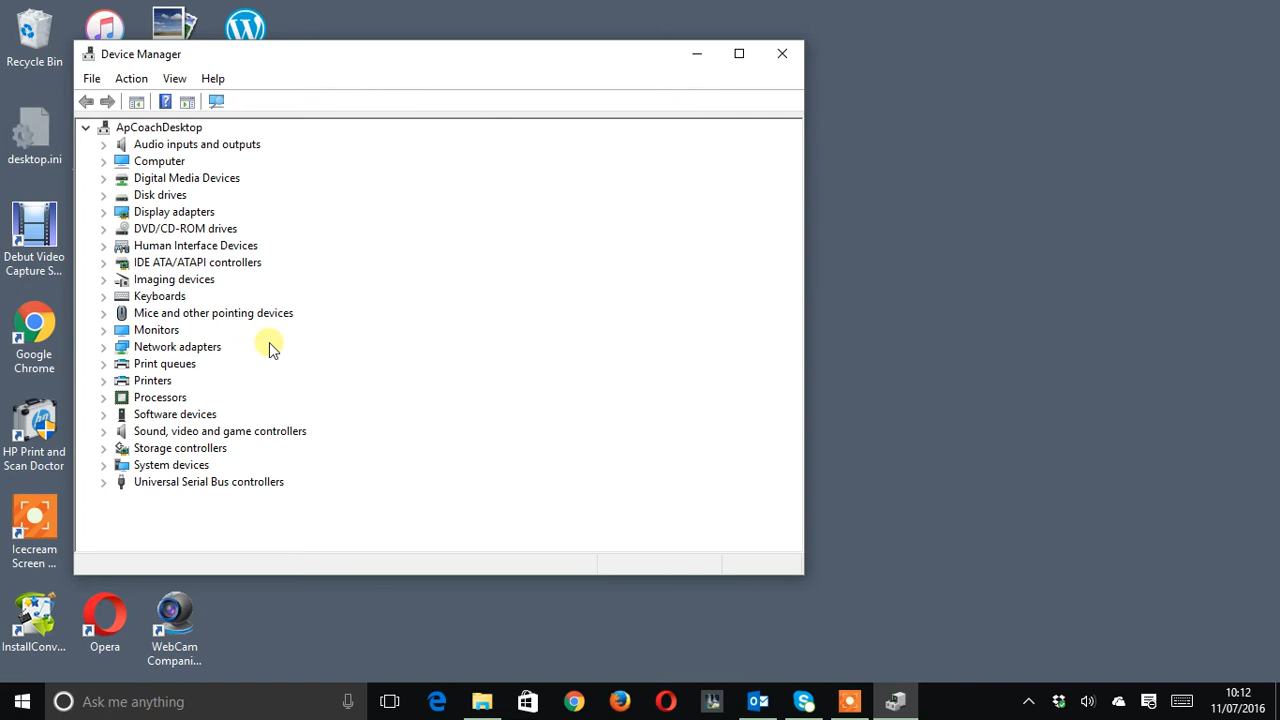 Device Manager
File Action View Help
ApCoachDesktop
Audio inputs and outputs
Computer
Digital Media Devices
Disk drives
Display adapters
DVD/CD-ROM drives
Human Interface Devices
IDE ATA/ATAPI controllers
Imaging devices
Keyboards
Mice and other pointing devices
Monitors
Network adapters
Print queues
Printers
Processors
Software devices
Sound, video and game controllers
Storage controllers
System devices
Universal Serial Bus controllers
Recycle Bin
desktop.ini
Debut Video
Capture S...
Google
Chrome
HP Print and
Scan Doctor
Icecream
Screen ...
InstallConv...
Opera
WebCam
Compani...
Ask me anything
10:12
11/07/2016